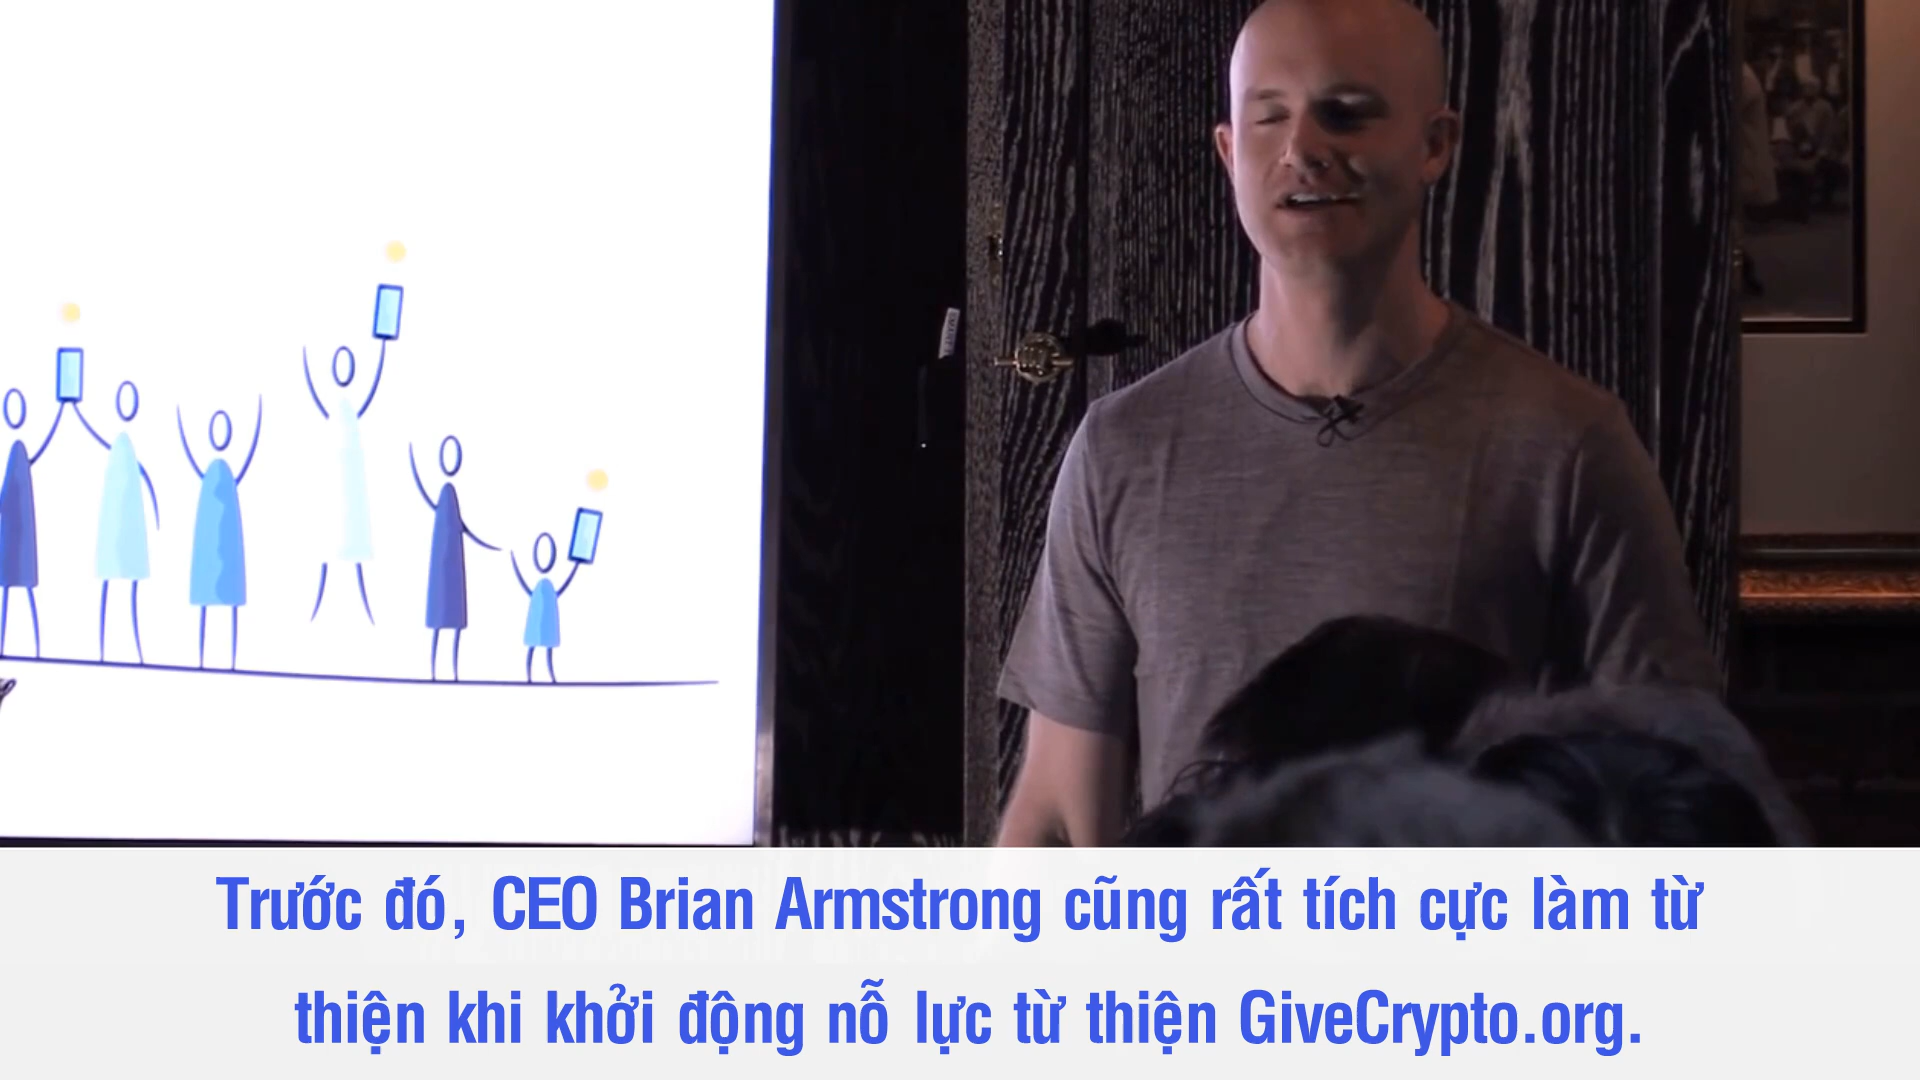 Trước đó, CEO Brian Armstrong cũng rất tích cực làm từ
thiện khi khởi động nỗ lực từ thiện GiveCrypto.org.